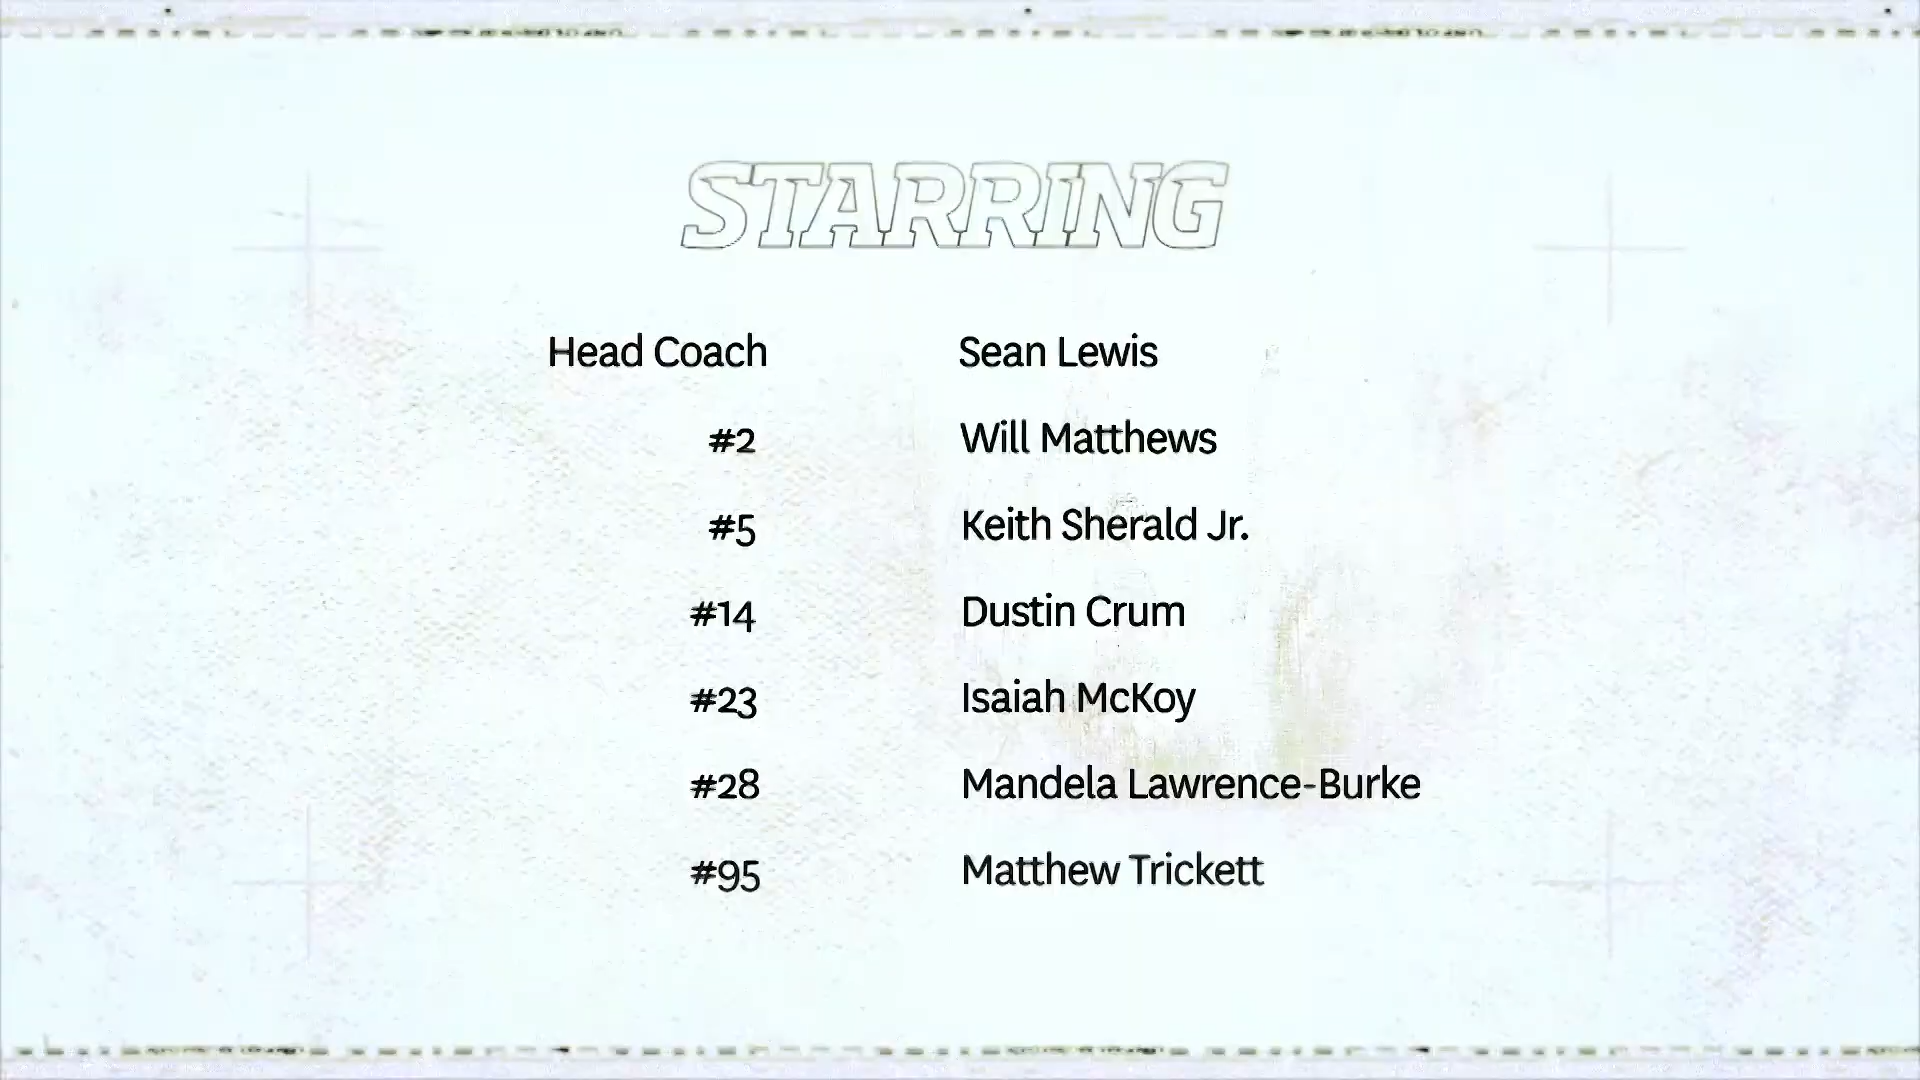 STARRING
Head Coach Sean Lewis
#2 Will Matthews
#5 Keith Sherald Jr.
#14 Dustin Crum
#23 Isaiah McKoy
#28 Mandela Lawrence-Burke
#95 Matthew Trickett